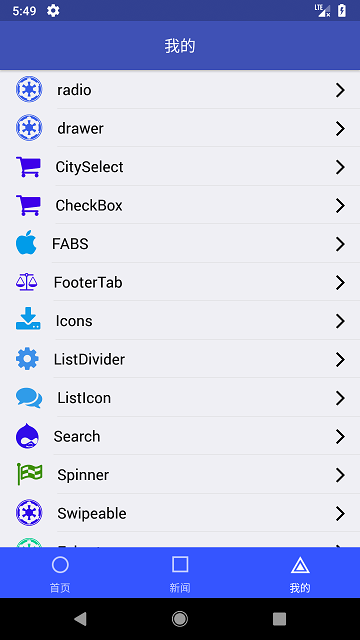 5:49 LTE
我的
radio
drawer
CitySelect
CheckBox
FABS
FooterTab
Icons
ListDivider
ListIcon
Search
Spinner
Swipeable
首页 新闻 我的